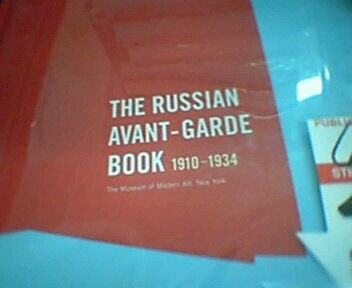 THE RUSSIAN
AVANT-GARDE
BOOK 1910-1934
The Museum of Modern Art, New York